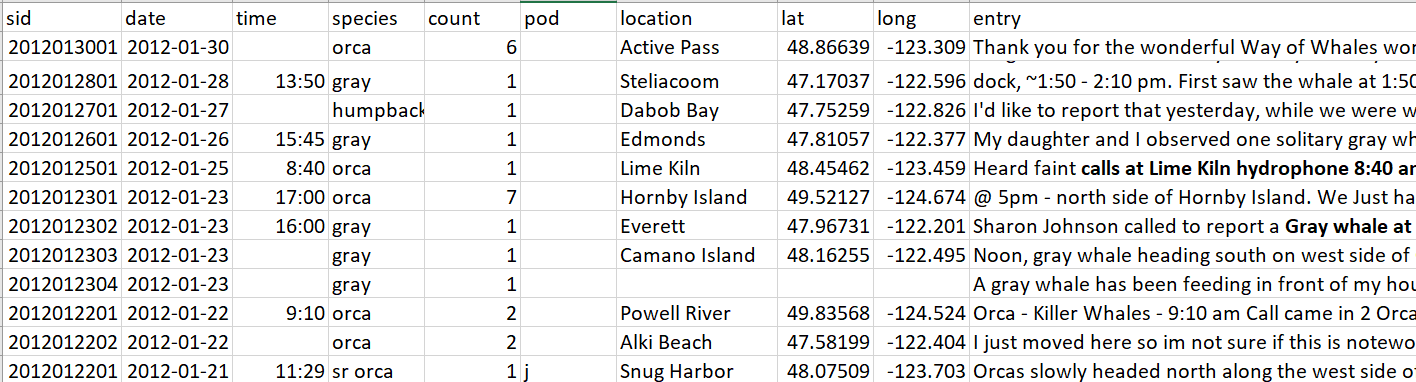 sid date time species count pod location lat long entry
2012013001 2012-01-30 orca 6 Active Pass 48.86639 -123.309 Thank you for the wonderful Way of Whales wor
2012012801 2012-01-28 13:50 gray 1 Steliacoom 47.17037 -122.596 dock, ~1:50 - 2:10 pm. First saw the whale at 1:50
2012012701 2012-01-27 humpback 1 Dabob Bay 47.75259 -122.826 I'd like to report that yesterday, while we were w
2012012601 2012-01-26 15:45 gray 1 Edmonds 47.81057 -122.377 My daughter and I observed one solitary gray wh
2012012501 2012-01-25 8:40 orca 1 Lime Kiln 48.45462 -123.459 Heard faint calls at Lime Kiln hydrophone 8:40 am
2012012301 2012-01-23 17:00 orca 7 Hornby Island 49.52127 -124.674 @ 5pm - north side of Hornby Island. We Just ha
2012012302 2012-01-23 16:00 gray 1 Everett 47.96731 -122.201 Sharon Johnson called to report a Gray whale at
2012012303 2012-01-23 gray 1 Camano Island 48.16255 -122.495 Noon, gray whale heading south on west side of
2012012304 2012-01-23 gray 1 A gray whale has been feeding in front of my hou
2012012201 2012-01-22 9:10 orca 2 Powell River 49.83568 -124.524 Orca - Killer Whales - 9:10 am Call came in 2 Orca
2012012202 2012-01-22 orca 2 Alki Beach 47.58199 -122.404 I just moved here so im not sure if this is notewo
2012012201 2012-01-21 11:29 sr orca 1 j Snug Harbor 48.07509 -123.703 Orcas slowly headed north along the west side of